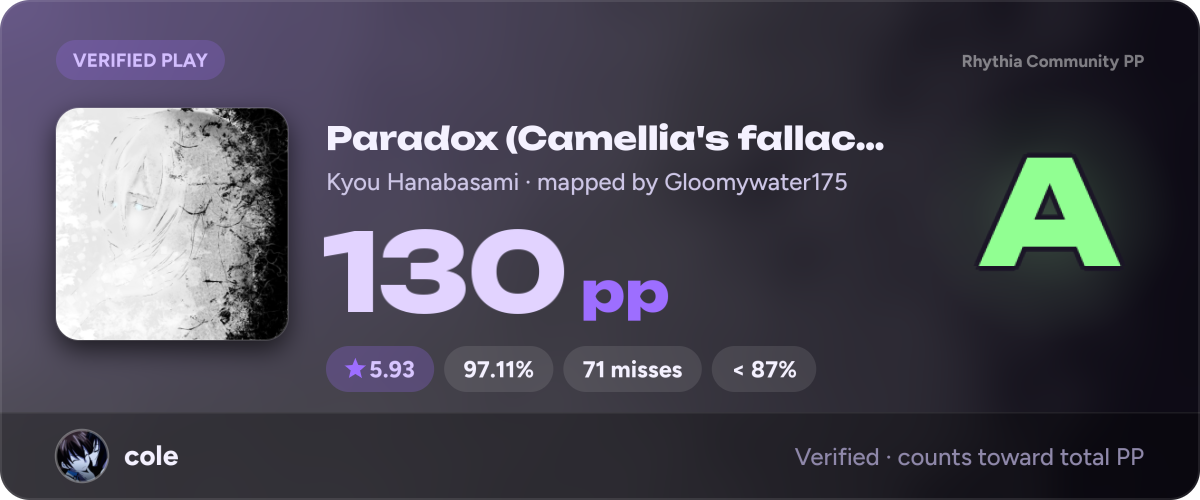 VERIFIED PLAY
Rhythia Community PP
Paradox (Camellia's fallac...
Kyou Hanabasami · mapped by Gloomywater175
130 pp
A
★ 5.93
97.11%
71 misses
< 87%
cole
Verified · counts toward total PP